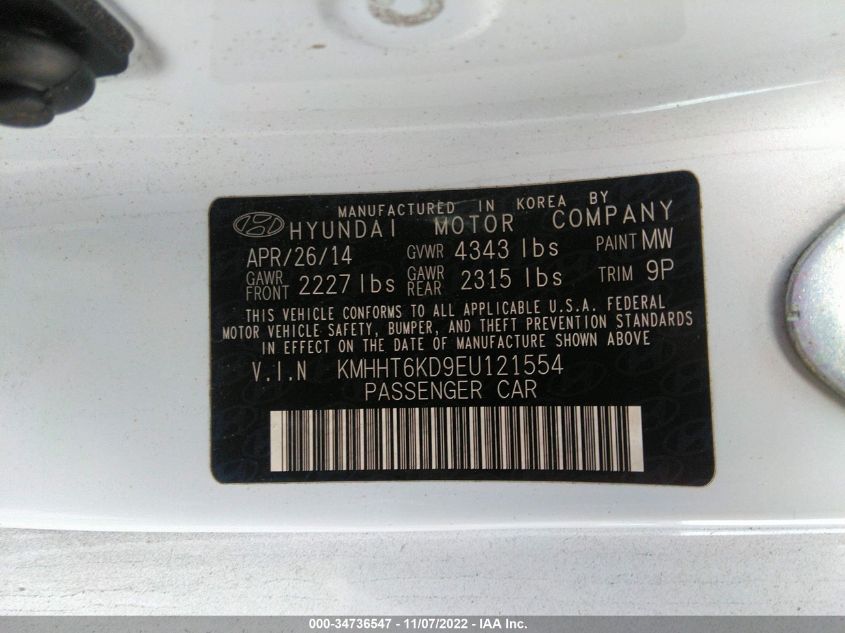 MANUFACTURED IN KOREA BY
HYUNDAI MOTOR COMPANY
APR/26/14 GVWR 4343 lbs PAINT MW
GAWR FRONT 2227 lbs GAWR REAR 2315 lbs TRIM 9P
THIS VEHICLE CONFORMS TO ALL APPLICABLE U.S.A. FEDERAL
MOTOR VEHICLE SAFETY, BUMPER, AND THEFT PREVENTION STANDARDS
IN EFFECT ON THE DATE OF MANUFACTURE SHOWN ABOVE
V.I.N KMHHT6KD9EU121554
PASSENGER CAR
000-34736547 - 11/07/2022 - IAA Inc.